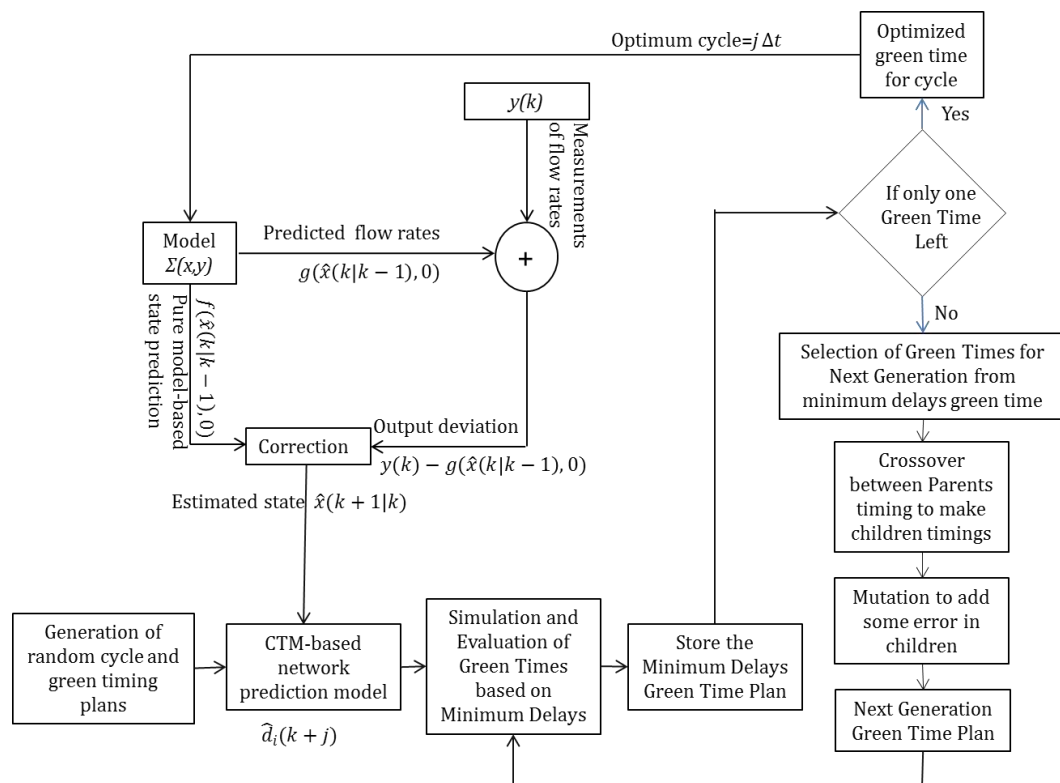 Optimum cycle=j Δt
Optimized
green time
for cycle
y(k)
Measurements
of flow rates
Yes
If only one
Green Time
Left
No
Model
Σ(x,y)
Predicted flow rates
g(x̂(k|k − 1), 0)
+
f(x̂(k|k − 1), 0)
Pure model-based
state prediction
Correction
Output deviation
y(k) − g(x̂(k|k − 1), 0)
Estimated state x̂(k + 1|k)
Selection of Green Times for
Next Generation from
minimum delays green time
Crossover
between Parents
timing to make
children timings
Mutation to add
some error in
children
Next Generation
Green Time Plan
Generation of
random cycle and
green timing
plans
CTM-based
network
prediction model
d̂ᵢ(k + j)
Simulation and
Evaluation of
Green Times
based on
Minimum Delays
Store the
Minimum Delays
Green Time Plan